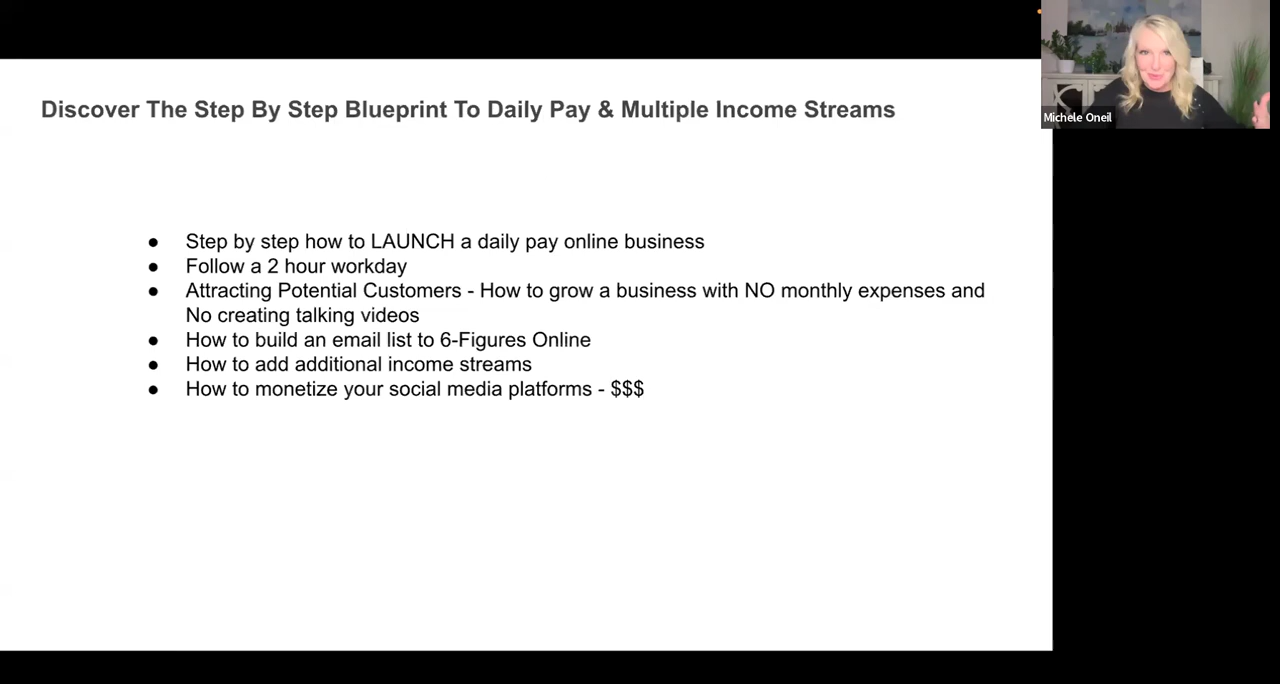 Discover The Step By Step Blueprint To Daily Pay & Multiple Income Streams
Michele Oneil
● Step by step how to LAUNCH a daily pay online business
● Follow a 2 hour workday
● Attracting Potential Customers - How to grow a business with NO monthly expenses and
No creating talking videos
● How to build an email list to 6-Figures Online
● How to add additional income streams
● How to monetize your social media platforms - $$$